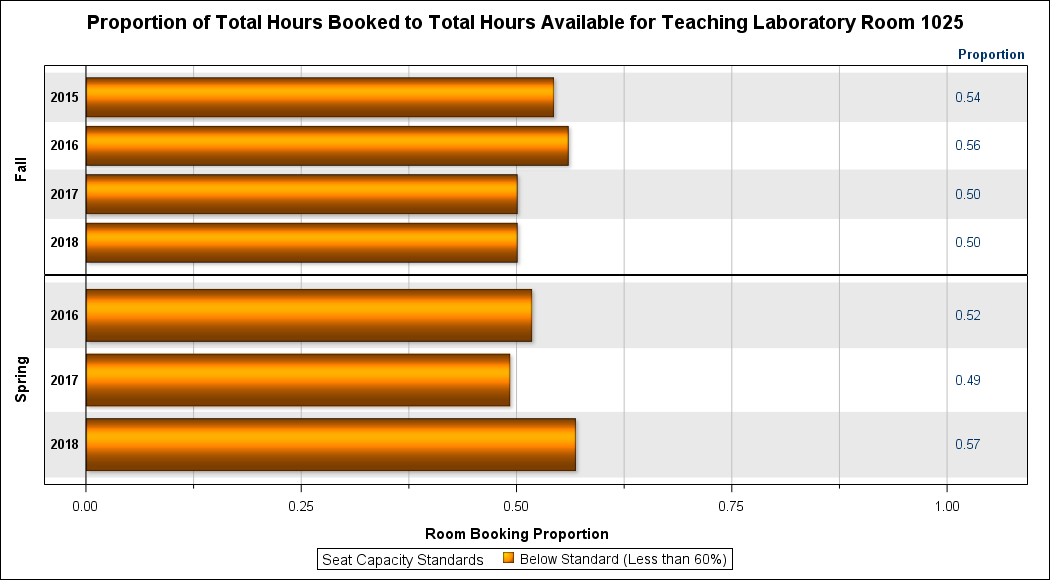 Proportion of Total Hours Booked to Total Hours Available for Teaching Laboratory Room 1025
Proportion
Fall
2015 0.54
2016 0.56
2017 0.50
2018 0.50
Spring
2016 0.52
2017 0.49
2018 0.57
0.00 0.25 0.50 0.75 1.00
Room Booking Proportion
Seat Capacity Standards Below Standard (Less than 60%)